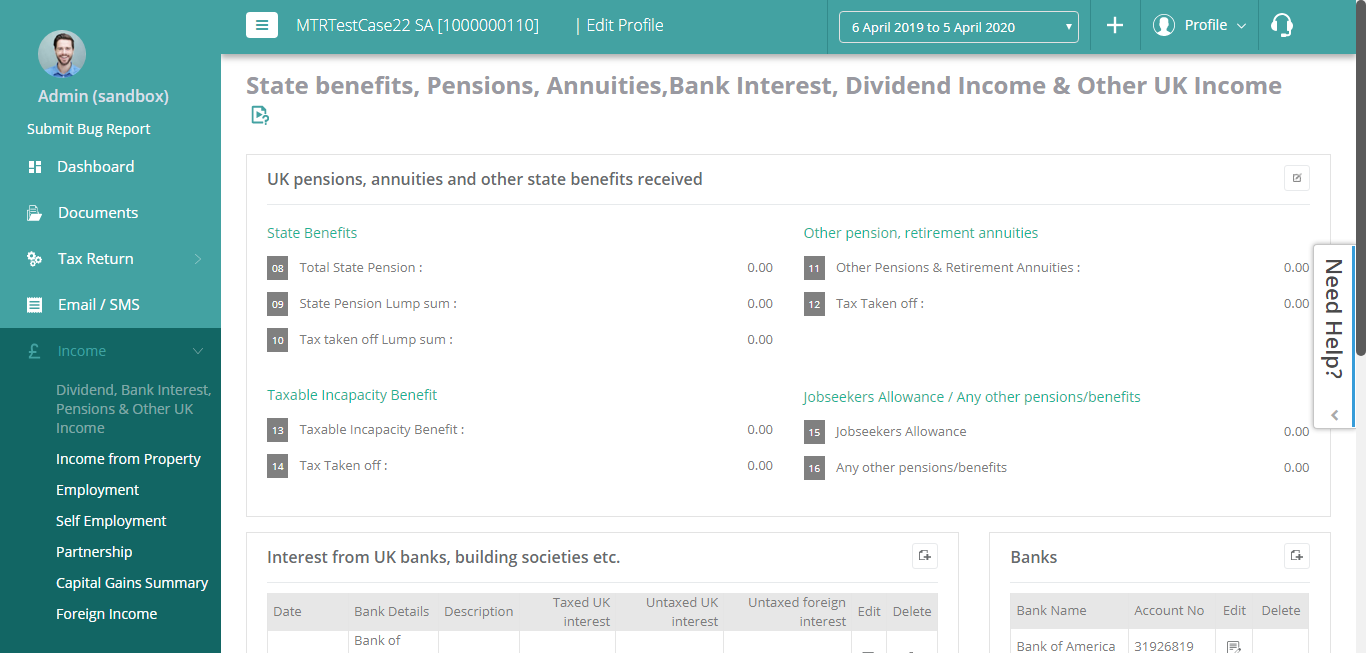 MTRTestCase22 SA [1000000110] | Edit Profile
6 April 2019 to 5 April 2020
Profile
Admin (sandbox)
Submit Bug Report
Dashboard
Documents
Tax Return
Email / SMS
£ Income
Dividend, Bank Interest,
Pensions & Other UK
Income
Income from Property
Employment
Self Employment
Partnership
Capital Gains Summary
Foreign Income
State benefits, Pensions, Annuities,Bank Interest, Dividend Income & Other UK Income
UK pensions, annuities and other state benefits received
State Benefits
08 Total State Pension : 0.00
09 State Pension Lump sum : 0.00
10 Tax taken off Lump sum : 0.00
Other pension, retirement annuities
11 Other Pensions & Retirement Annuities : 0.00
12 Tax Taken off : 0.00
Taxable Incapacity Benefit
13 Taxable Incapacity Benefit : 0.00
14 Tax Taken off : 0.00
Jobseekers Allowance / Any other pensions/benefits
15 Jobseekers Allowance 0.00
16 Any other pensions/benefits 0.00
Need Help?
Interest from UK banks, building societies etc.
Date Bank Details Description Taxed UK interest Untaxed UK interest Untaxed foreign interest Edit Delete
Bank of
Banks
Bank Name Account No Edit Delete
Bank of America 31926819